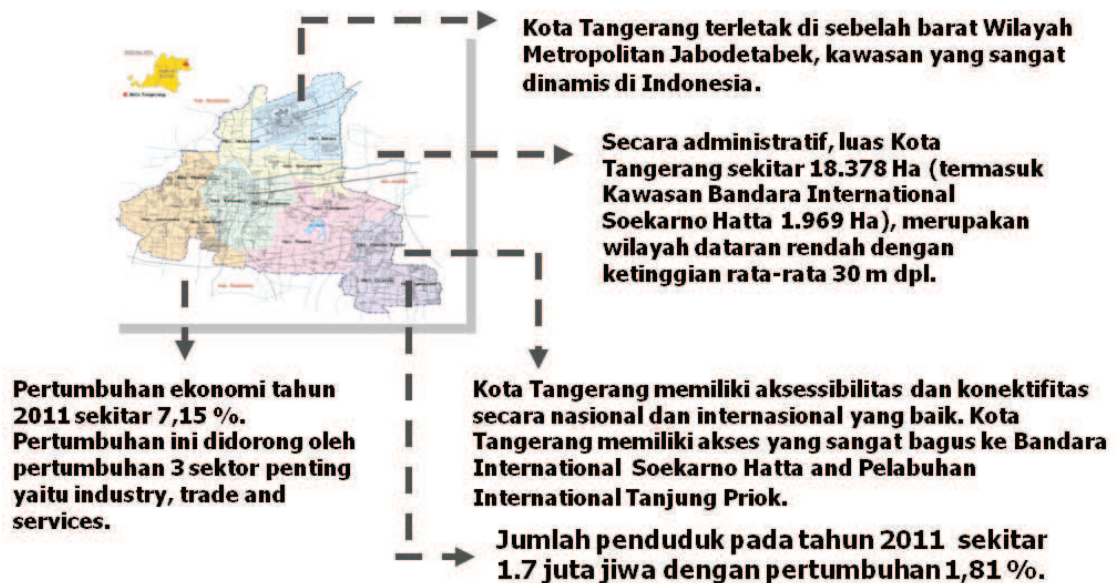 Kota Tangerang terletak di sebelah barat Wilayah
Metropolitan Jabodetabek, kawasan yang sangat
dinamis di Indonesia.
Secara administratif, luas Kota
Tangerang sekitar 18.378 Ha (termasuk
Kawasan Bandara International
Soekarno Hatta 1.969 Ha), merupakan
wilayah dataran rendah dengan
ketinggian rata-rata 30 m dpl.
Pertumbuhan ekonomi tahun
2011 sekitar 7,15 %.
Pertumbuhan ini didorong oleh
pertumbuhan 3 sektor penting
yaitu industry, trade and
services.
Kota Tangerang memiliki aksessibilitas dan konektifitas
secara nasional dan internasional yang baik. Kota
Tangerang memiliki akses yang sangat bagus ke Bandara
International Soekarno Hatta and Pelabuhan
International Tanjung Priok.
Jumlah penduduk pada tahun 2011 sekitar
1.7 juta jiwa dengan pertumbuhan 1,81 %.